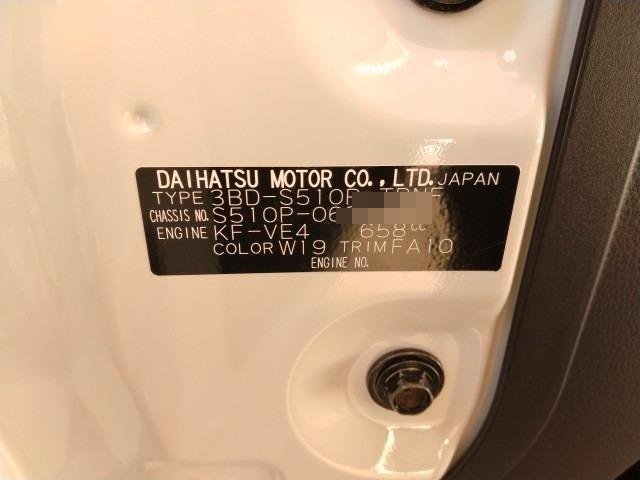 DAIHATSU MOTOR CO.,LTD. JAPAN
TYPE 3BD-S510P
CHASSIS NO. S510P-06
ENGINE KF-VE4 658cc
COLOR W19 TRIM FA10
ENGINE NO.